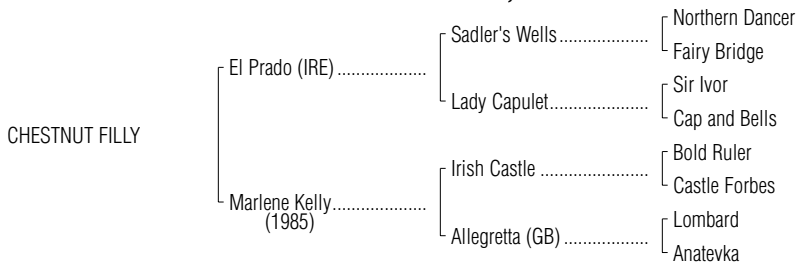 CHESTNUT FILLY
El Prado (IRE) ....................
Marlene Kelly.....................
(1985)
Sadler's Wells....................
Lady Capulet......................
Irish Castle ........................
Allegretta (GB) ...................
Northern Dancer
Fairy Bridge
Sir Ivor
Cap and Bells
Bold Ruler
Castle Forbes
Lombard
Anatevka